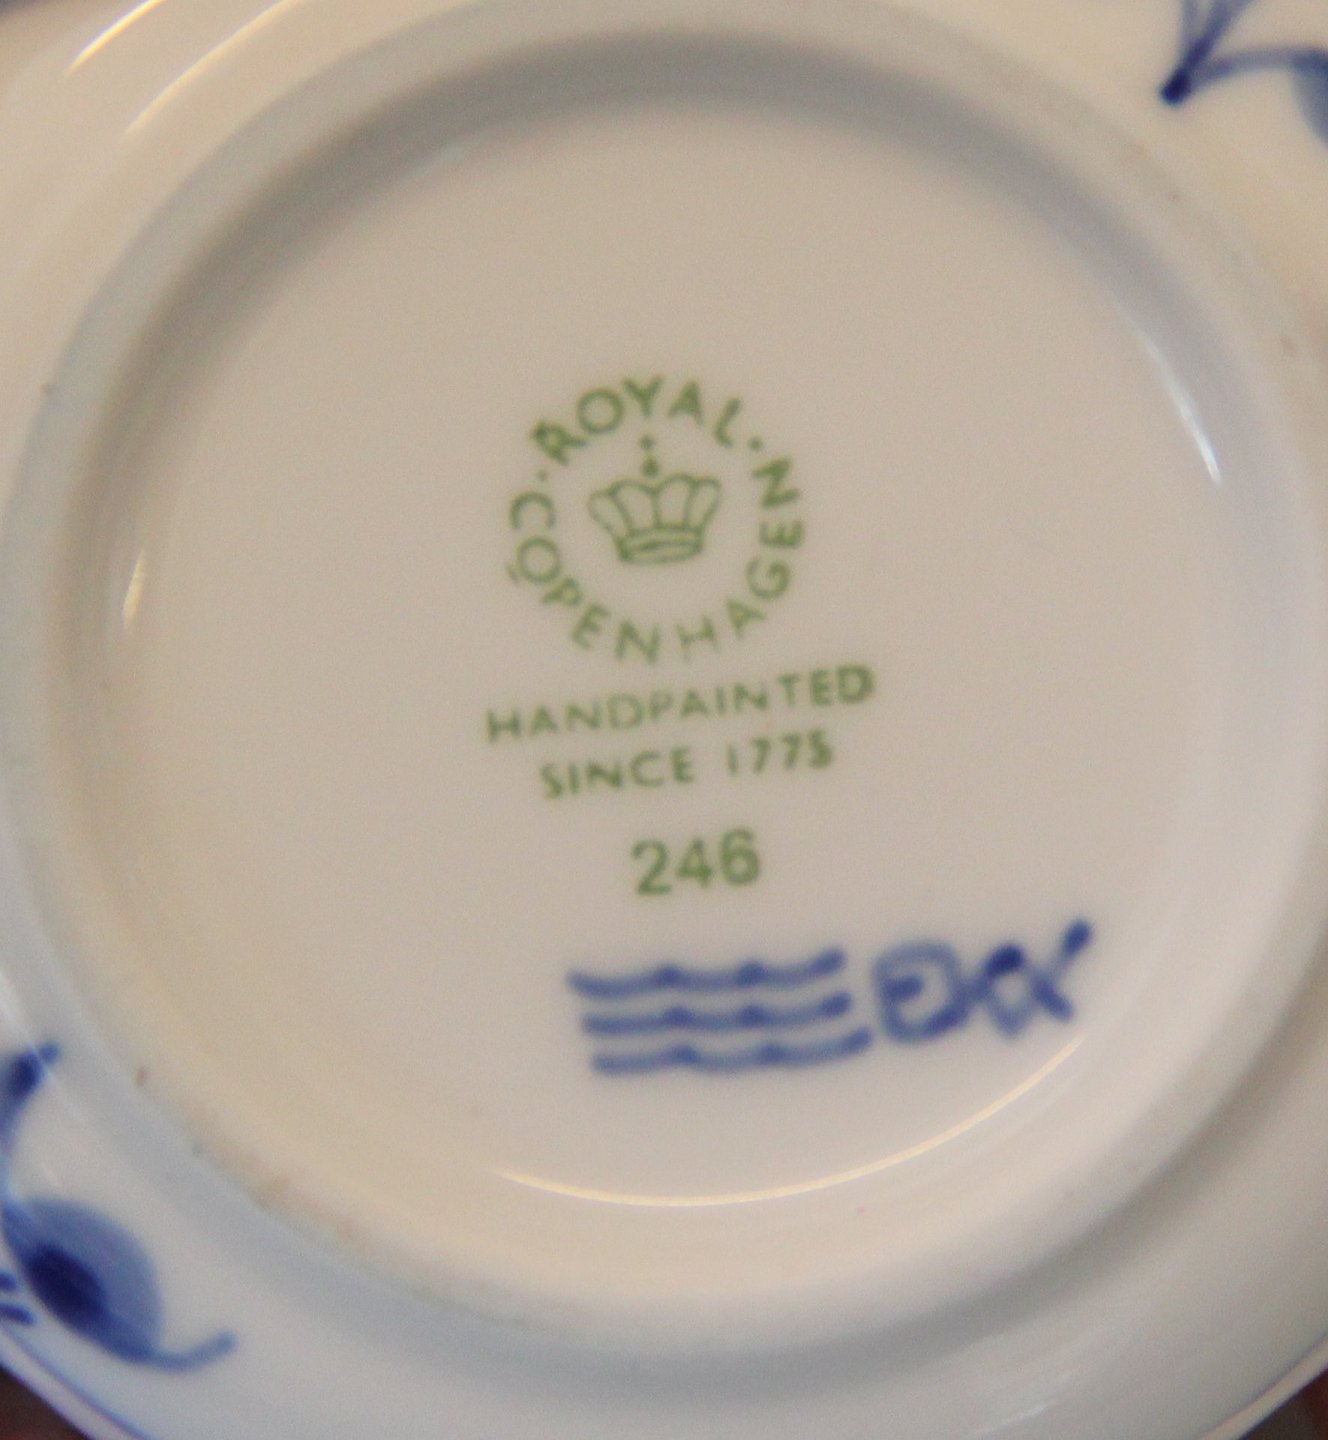 ROYAL · COPENHAGEN ·
HANDPAINTED
SINCE 1775
246